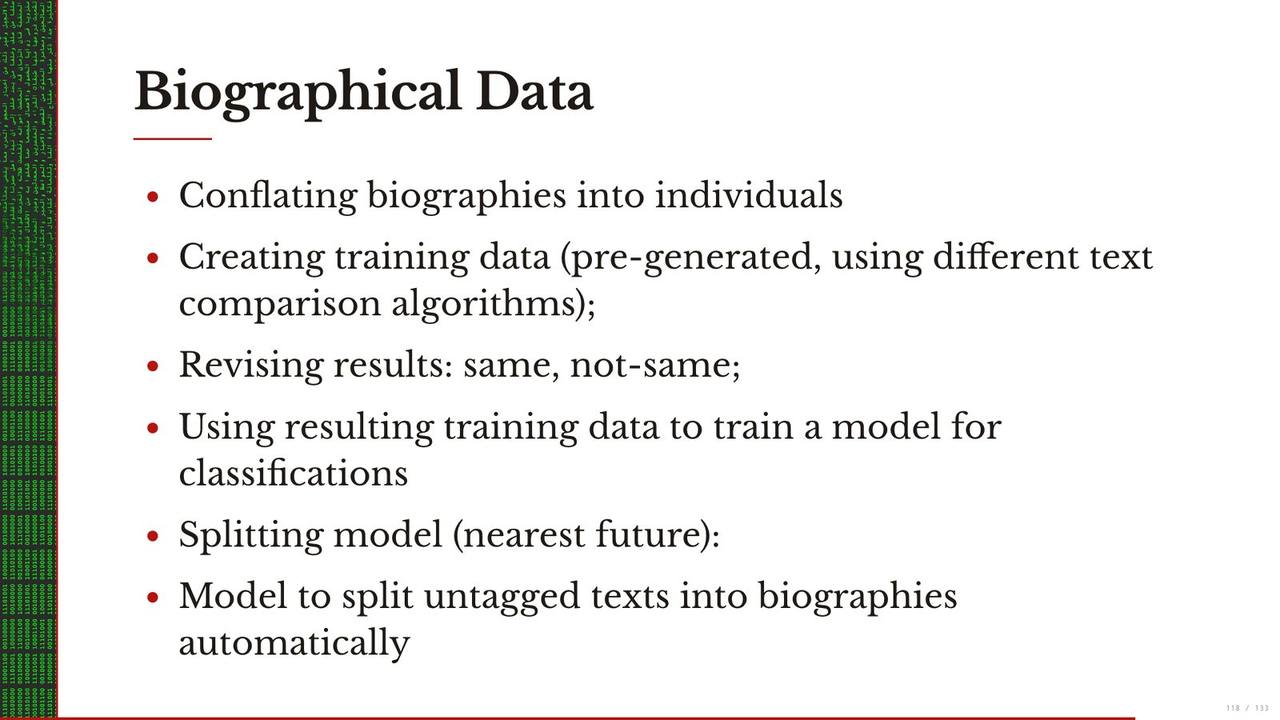 Biographical Data
• Conflating biographies into individuals
• Creating training data (pre-generated, using different text
comparison algorithms);
• Revising results: same, not-same;
• Using resulting training data to train a model for
classifications
• Splitting model (nearest future):
• Model to split untagged texts into biographies
automatically
118 / 133